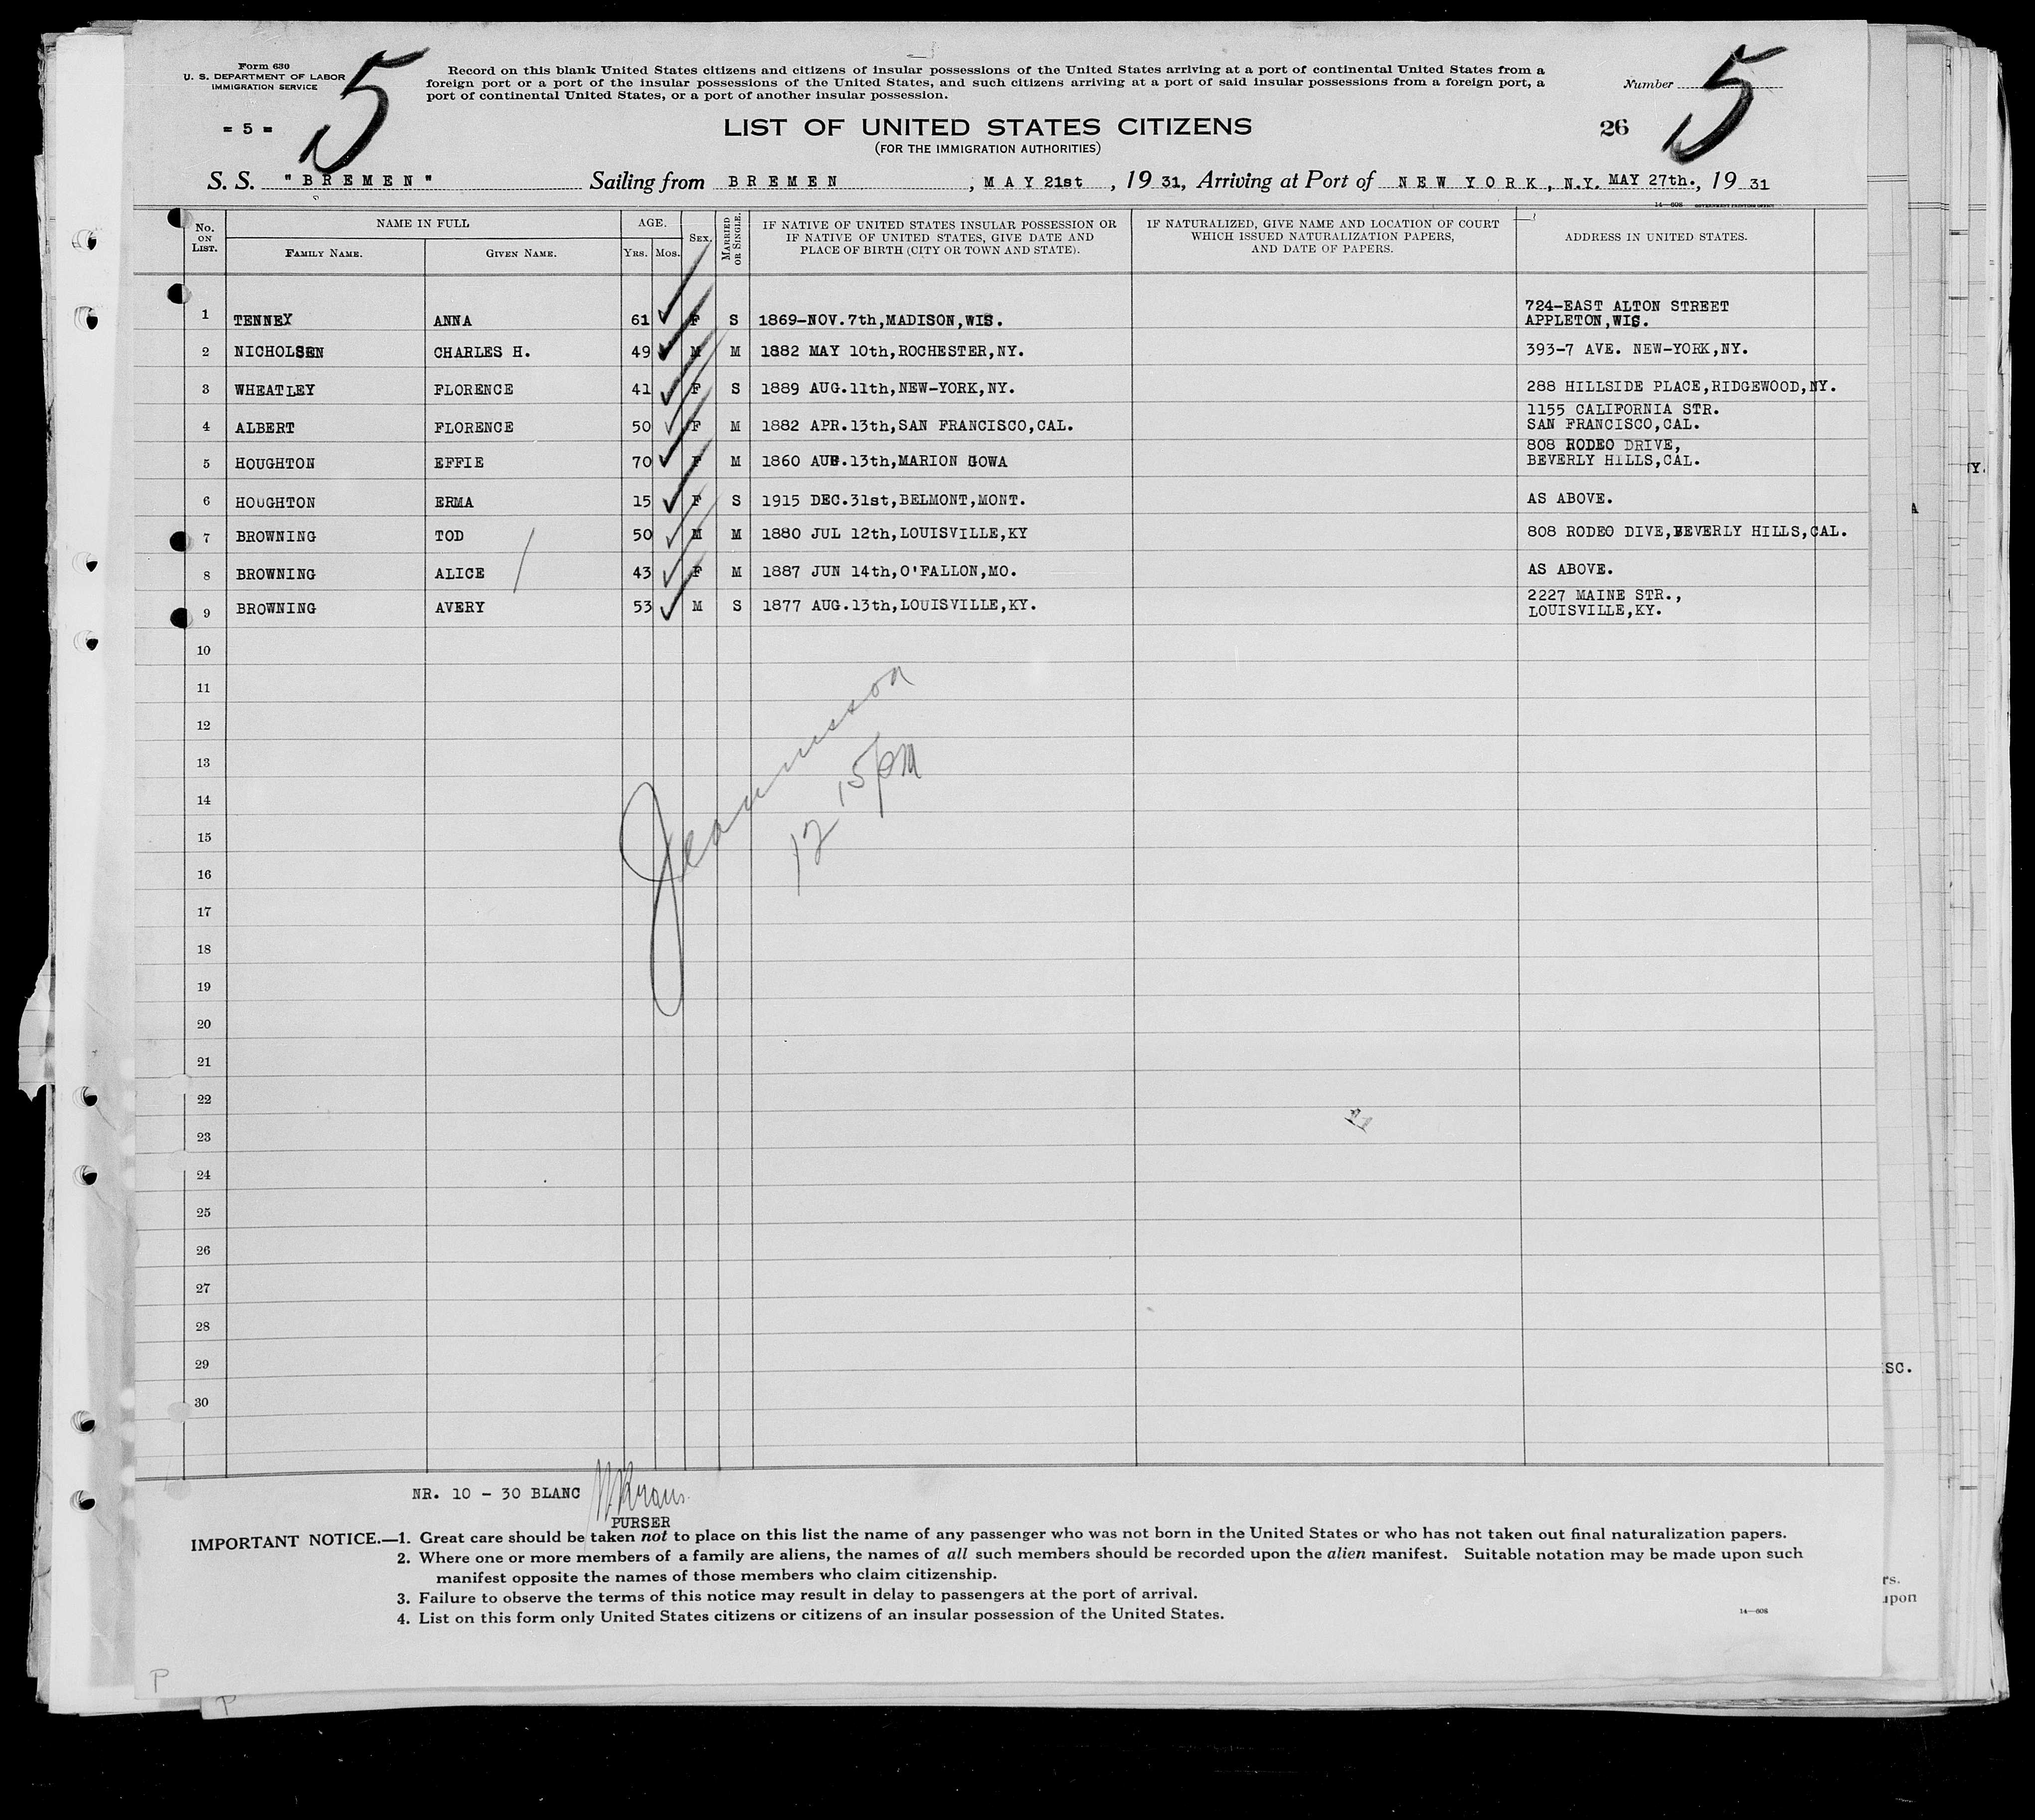 Form 630
U. S. DEPARTMENT OF LABOR
IMMIGRATION SERVICE
= 5 =
5
Record on this blank United States citizens and citizens of insular possessions of the United States arriving at a port of continental United States from a
foreign port or a port of the insular possessions of the United States, and such citizens arriving at a port of said insular possessions from a foreign port, a
port of continental United States, or a port of another insular possession.
Number
5
LIST OF UNITED STATES CITIZENS
26
(FOR THE IMMIGRATION AUTHORITIES)
S. S. "BREMEN" Sailing from BREMEN, MAY 21st, 19 31, Arriving at Port of NEW YORK, N.Y. MAY 27th., 19 31
14—608 GOVERNMENT PRINTING OFFICE
No. ON LIST. NAME IN FULL AGE. SEX. MARRIED OR SINGLE. IF NATIVE OF UNITED STATES INSULAR POSSESSION OR IF NATIVE OF UNITED STATES, GIVE DATE AND PLACE OF BIRTH (CITY OR TOWN AND STATE). IF NATURALIZED, GIVE NAME AND LOCATION OF COURT WHICH ISSUED NATURALIZATION PAPERS, AND DATE OF PAPERS. ADDRESS IN UNITED STATES.
FAMILY NAME. GIVEN NAME. YRS. MOS.
1 TENNEY ANNA 61 F S 1869-NOV.7th,MADISON,WIS. 724-EAST ALTON STREET
APPLETON,WIS.
2 NICHOLSEN CHARLES H. 49 M M 1882 MAY 10th,ROCHESTER,NY. 393-7 AVE. NEW-YORK,NY.
3 WHEATLEY FLORENCE 41 F S 1889 AUG.11th,NEW-YORK,NY. 288 HILLSIDE PLACE,RIDGEWOOD,NY.
4 ALBERT FLORENCE 50 F M 1882 APR.13th,SAN FRANCISCO,CAL. 1155 CALIFORNIA STR.
SAN FRANCISCO,CAL.
5 HOUGHTON EFFIE 70 F M 1860 AUG.13th,MARION IOWA 808 RODEO DRIVE,
BEVERLY HILLS,CAL.
6 HOUGHTON ERMA 15 F S 1915 DEC.31st,BELMONT,MONT. AS ABOVE.
7 BROWNING TOD 50 M M 1880 JUL 12th,LOUISVILLE,KY 808 RODEO DIVE,BEVERLY HILLS,CAL.
8 BROWNING ALICE 43 F M 1887 JUN 14th,O'FALLON,MO. AS ABOVE.
9 BROWNING AVERY 53 M S 1877 AUG.13th,LOUISVILLE,KY. 2227 MAINE STR.,
LOUISVILLE,KY.
10
11
12
13
14
15
16
17
18
19
20
21
22
23
24
25
26
27
28
29
30
12 15 pm
NR. 10 - 30 BLANC
PURSER
IMPORTANT NOTICE.—1. Great care should be taken not to place on this list the name of any passenger who was not born in the United States or who has not taken out final naturalization papers.
2. Where one or more members of a family are aliens, the names of all such members should be recorded upon the alien manifest. Suitable notation may be made upon such
manifest opposite the names of those members who claim citizenship.
3. Failure to observe the terms of this notice may result in delay to passengers at the port of arrival.
4. List on this form only United States citizens or citizens of an insular possession of the United States.
14—608
P
P
Y.
SC.
rs.
upon